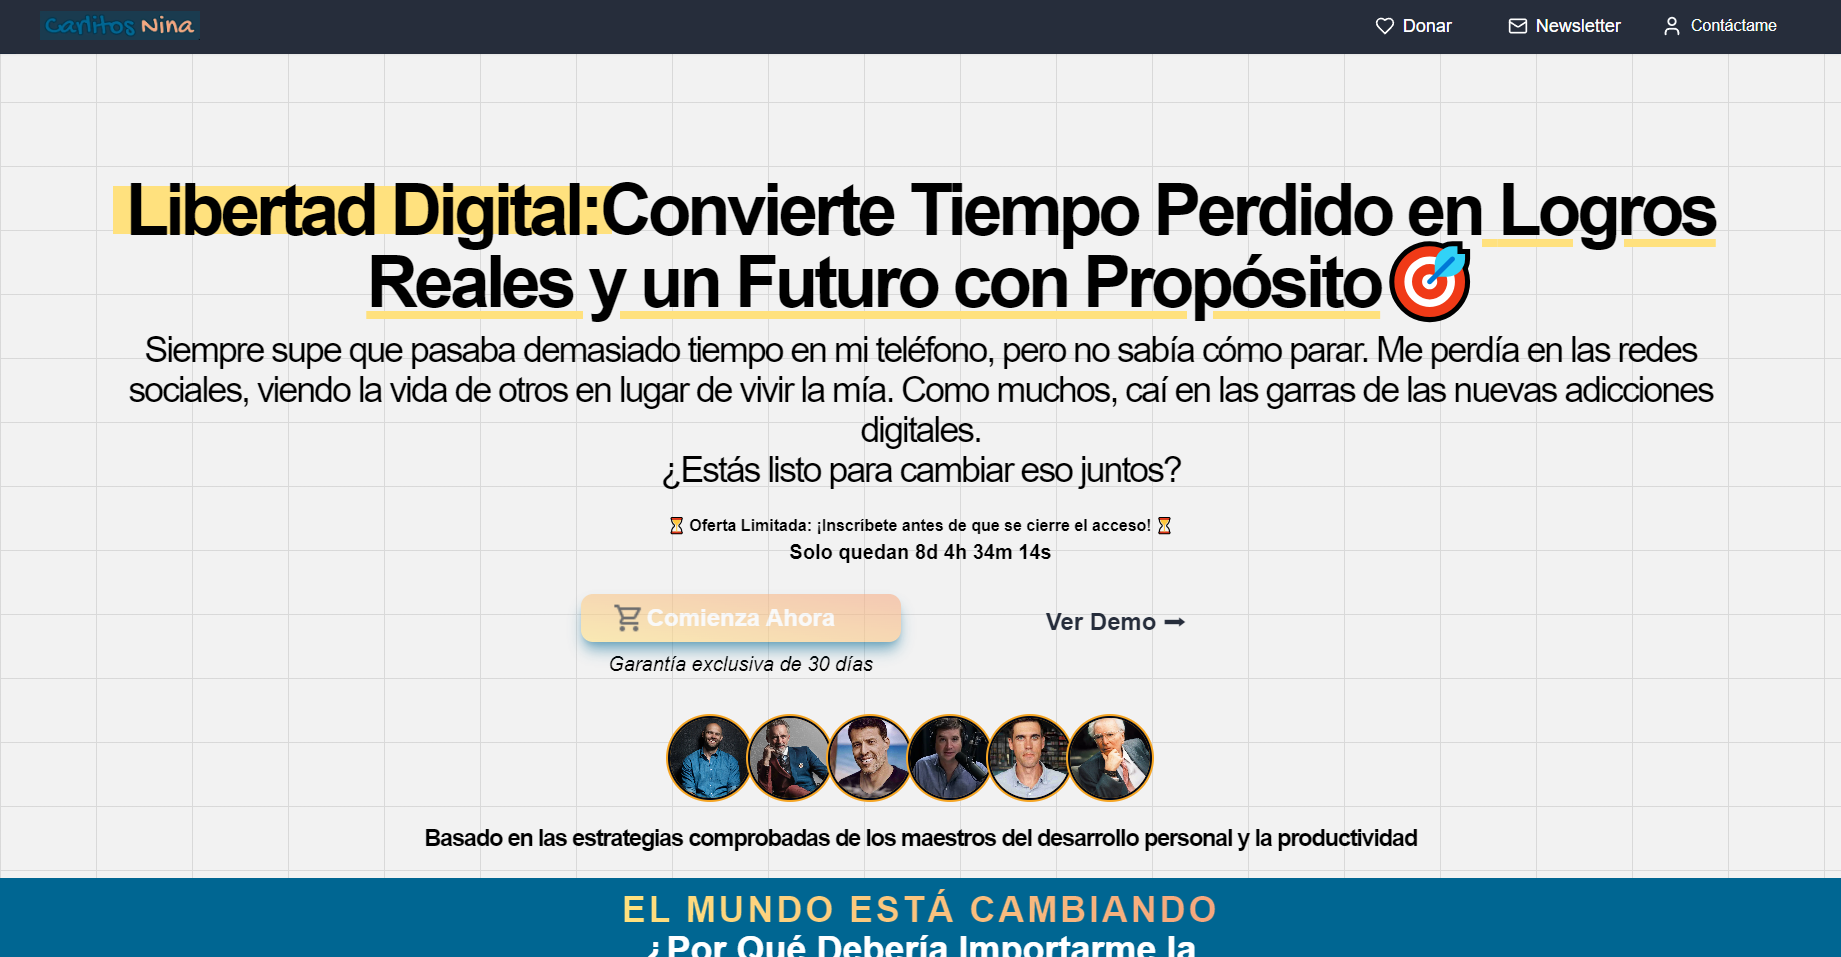 Carlitos Nina
Donar
Newsletter
Contáctame
Libertad Digital:Convierte Tiempo Perdido en Logros
Reales y un Futuro con Propósito
Siempre supe que pasaba demasiado tiempo en mi teléfono, pero no sabía cómo parar. Me perdía en las redes
sociales, viendo la vida de otros en lugar de vivir la mía. Como muchos, caí en las garras de las nuevas adicciones
digitales.
¿Estás listo para cambiar eso juntos?
⏳ Oferta Limitada: ¡Inscríbete antes de que se cierre el acceso! ⏳
Solo quedan 8d 4h 34m 14s
Comienza Ahora
Ver Demo ➞
Garantía exclusiva de 30 días
Basado en las estrategias comprobadas de los maestros del desarrollo personal y la productividad
EL MUNDO ESTÁ CAMBIANDO
¿Por Qué Debería Importarme la